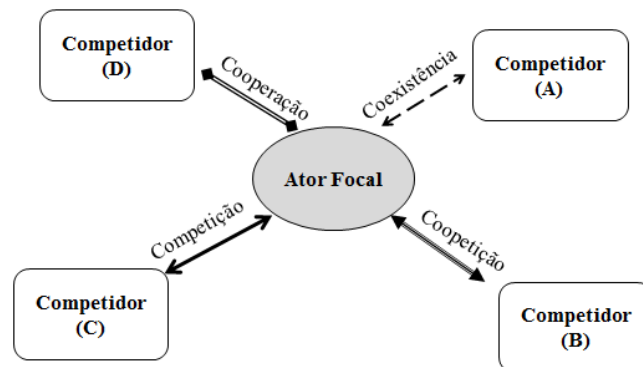 Competidor
(D)
Cooperação
Coexistência
Competidor
(A)
Ator Focal
Competição
Coopetição
Competidor
(C)
Competidor
(B)